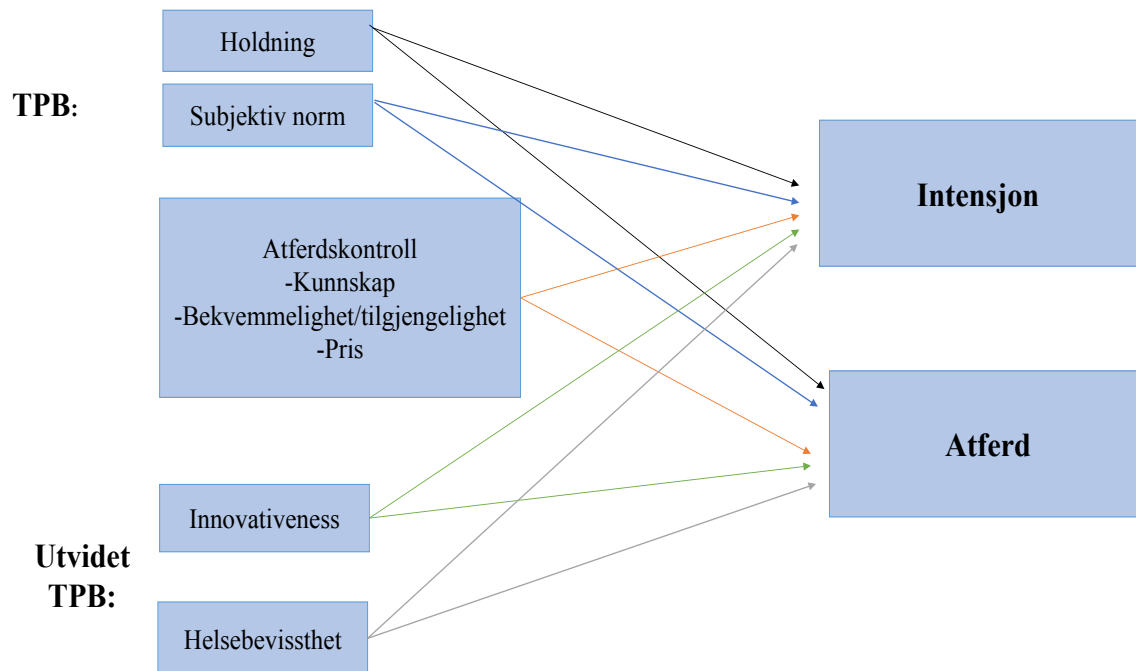 Holdning
TPB:
Subjektiv norm
Intensjon
Atferdskontroll
-Kunnskap
-Bekvemmelighet/tilgjengelighet
-Pris
Atferd
Innovativeness
Utvidet
TPB:
Helsebevissthet